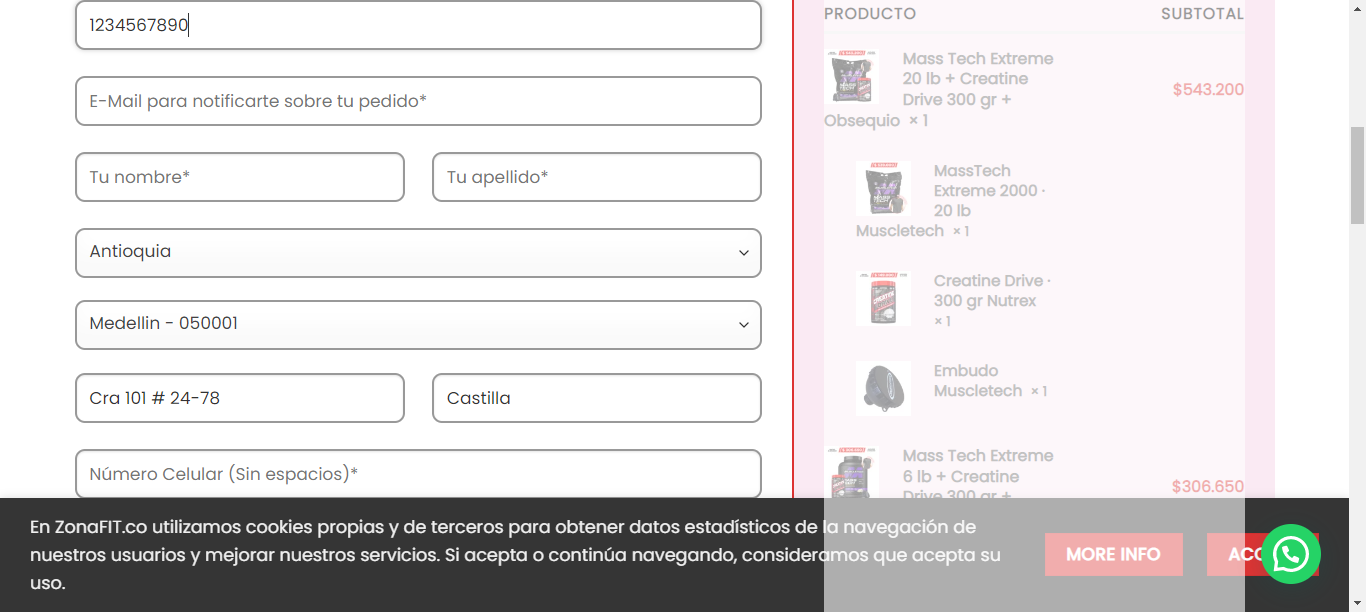 1234567890
E-Mail para notificarte sobre tu pedido*
Tu nombre*
Tu apellido*
Antioquia
Medellin - 050001
Cra 101 # 24-78
Castilla
Número Celular (Sin espacios)*
PRODUCTO
SUBTOTAL
Mass Tech Extreme
20 lb + Creatine
Drive 300 gr +
Obsequio × 1
$543.200
MassTech
Extreme 2000 ·
20 lb
Muscletech × 1
Creatine Drive ·
300 gr Nutrex
× 1
Embudo
Muscletech × 1
Mass Tech Extreme
6 lb + Creatine
Drive 300 gr +
$306.650
En ZonaFIT.co utilizamos cookies propias y de terceros para obtener datos estadísticos de la navegación de
nuestros usuarios y mejorar nuestros servicios. Si acepta o continúa navegando, consideramos que acepta su
uso.
MORE INFO